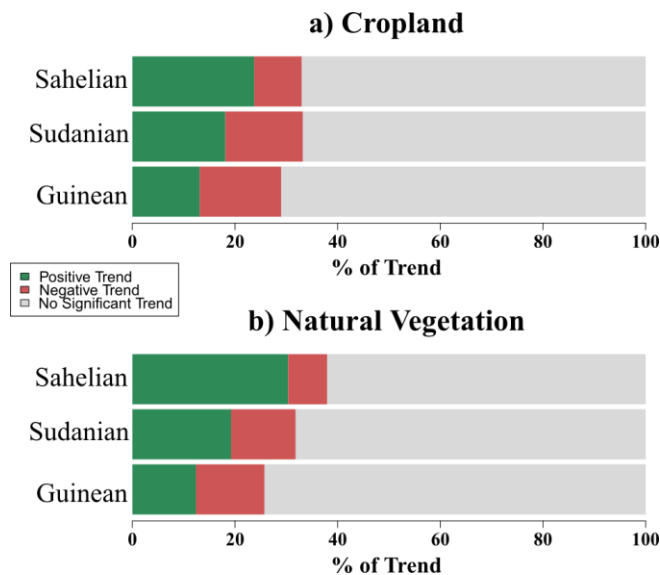 a) Cropland
Sahelian
Sudanian
Guinean
0 20 40 60 80 100
% of Trend
Positive Trend
Negative Trend
No Significant Trend
b) Natural Vegetation
Sahelian
Sudanian
Guinean
0 20 40 60 80 100
% of Trend